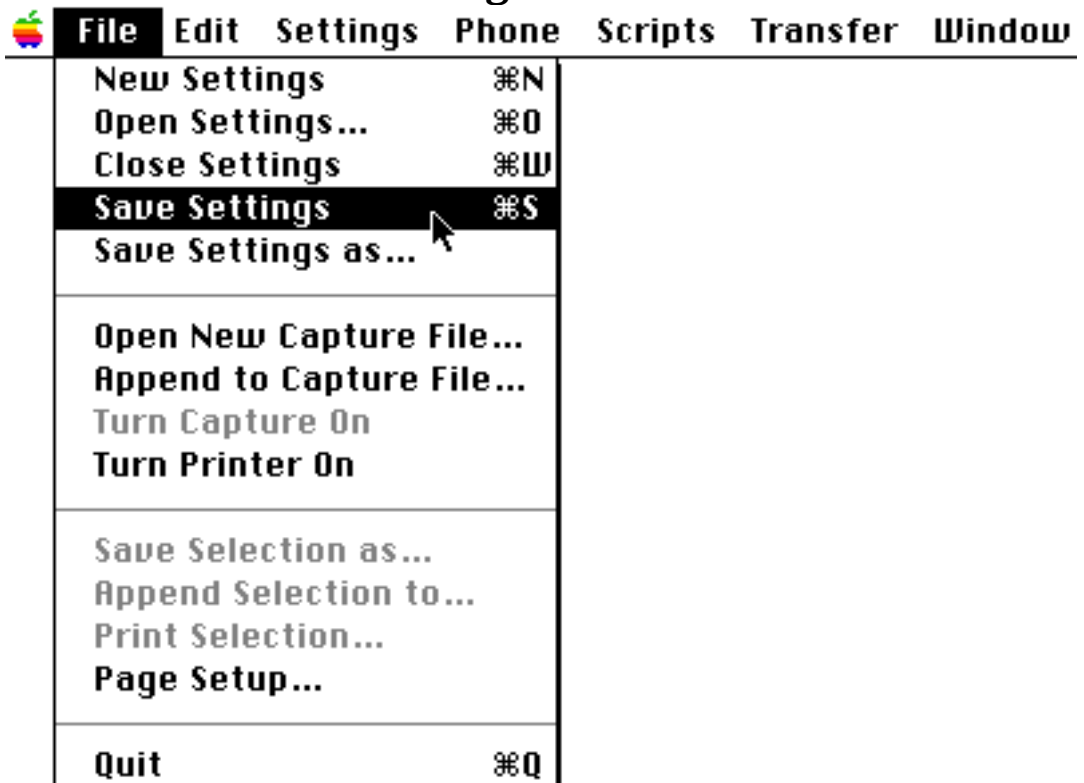 File Edit Settings Phone Scripts Transfer Window
New Settings ⌘N
Open Settings... ⌘O
Close Settings ⌘W
Save Settings ⌘S
Save Settings as...
Open New Capture File...
Append to Capture File...
Turn Capture On
Turn Printer On
Save Selection as...
Append Selection to...
Print Selection...
Page Setup...
Quit ⌘Q